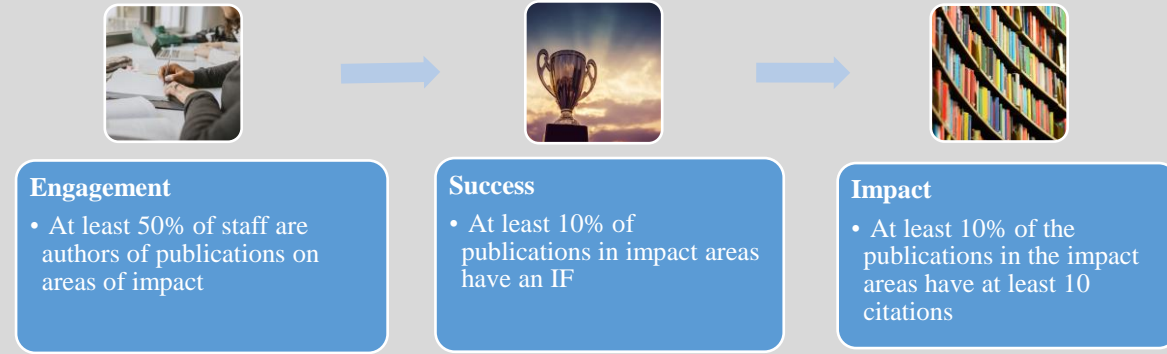 Engagement
• At least 50% of staff are
authors of publications on
areas of impact
Success
• At least 10% of
publications in impact areas
have an IF
Impact
• At least 10% of the
publications in the impact
areas have at least 10
citations